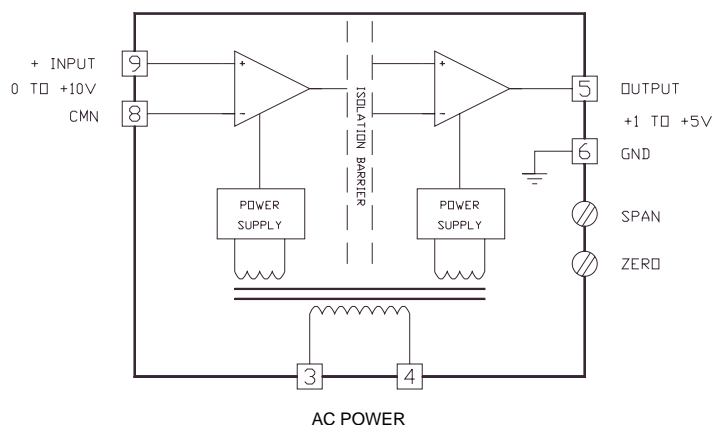 + INPUT
0 TO +10V
CMN
9
8
+
−
ISOLATION BARRIER
+
−
5
OUTPUT
+1 TO +5V
6
GND
POWER
SUPPLY
POWER
SUPPLY
SPAN
ZERO
3
4
AC POWER